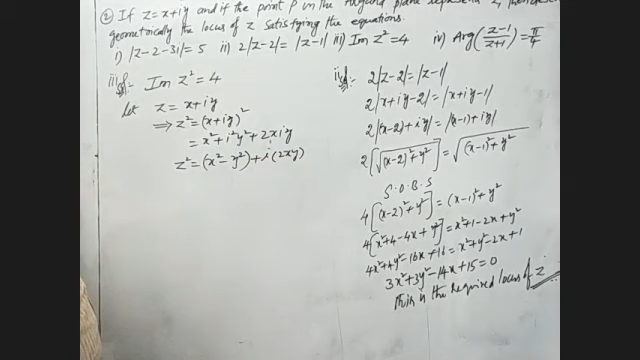 ② If z=x+iy and if the point P in the Argand plane represents z, then describe
geometrically the locus of z satisfying the equations.
i) |z-2-3i|=5 ii) 2|z-2|=|z-1| iii) Im z²=4 iv) Arg(z-1/z+1)=π/4
iii) Sol:- Im z²=4
Let z=x+iy
⇒ z²=(x+iy)²
=x²+i²y²+2xiy
z²=(x²-y²)+i(2xy)
ii) Sol:- 2|z-2|=|z-1|
2|x+iy-2|=|x+iy-1|
2|(x-2)+iy|=|(x-1)+iy|
2[√(x-2)²+y²]=√(x-1)²+y²
S.O.B.S
4[(x-2)²+y²]=(x-1)²+y²
4[x²+4-4x+y²]=x²+1-2x+y²
4x²+4y²-16x+16=x²+y²-2x+1
3x²+3y²-14x+15=0
This is the required locus of z